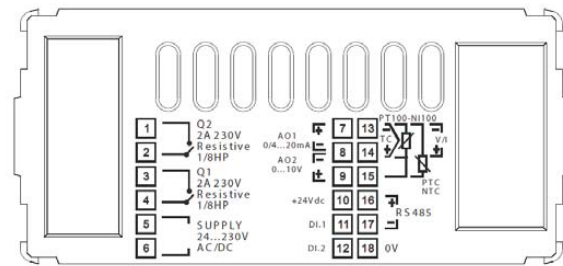 1
Q2
2A 230V
2
Resistive
1/8HP
3
Q1
2A 230V
4
Resistive
1/8HP
5
SUPPLY
24...230V
6
AC/DC
AO1
0/4...20mA
+
-
AO2
0...10V
-
+
7
8
9
+24Vdc
10
DI.1
11
DI.2
12
PT100-NI100
13
14
15
-
TC
+
-
V/I
+
PTC
NTC
16
+
17
-
RS485
18
0V